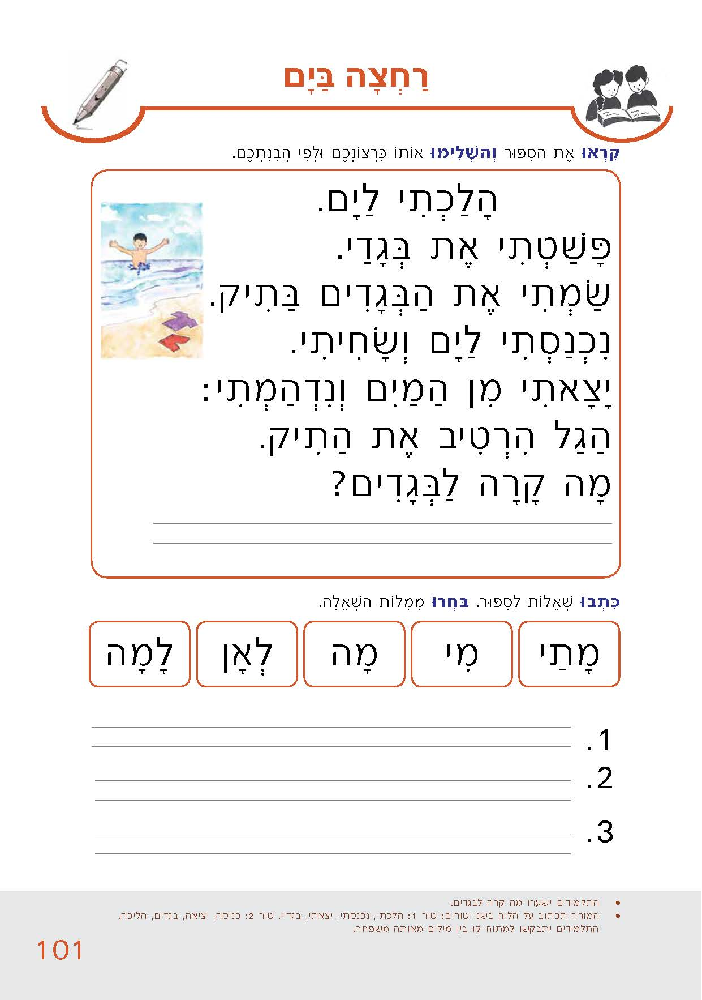 רַחְצָה בַּיָּם
קִרְאוּ אֶת הַסִּפּוּר וְהַשְׁלִימוּ אוֹתוֹ כִּרְצוֹנְכֶם וּלְפִי הֲבָנָתְכֶם.
הָלַכְתִּי לַיָּם.
פָּשַׁטְתִּי אֶת בְּגָדַי.
שַׂמְתִּי אֶת הַבְּגָדִים בַּתִּיק.
נִכְנַסְתִּי לַיָּם וְשָׂחִיתִי.
יָצָאתִי מִן הַמַּיִם וְנִדְהַמְתִּי:
הַגַּל הִרְטִיב אֶת הַתִּיק.
מָה קָרָה לַבְּגָדִים?
כִּתְבוּ שְׁאֵלוֹת לַסִּפּוּר. בַּחֲרוּ מִמִּלּוֹת הַשְּׁאֵלָה.
מָתַי מִי מָה לְאָן לָמָּה
1.
2.
3.
• התלמידים ישערו מה קרה לבגדים.
• המורה תכתוב על הלוח בשני טורים: טור 1: הלכתי, נכנסתי, יצאתי, בגדיי. טור 2: כניסה, יציאה, בגדים, הליכה.
התלמידים יתבקשו למתוח קו בין מילים מאותה משפחה.
101